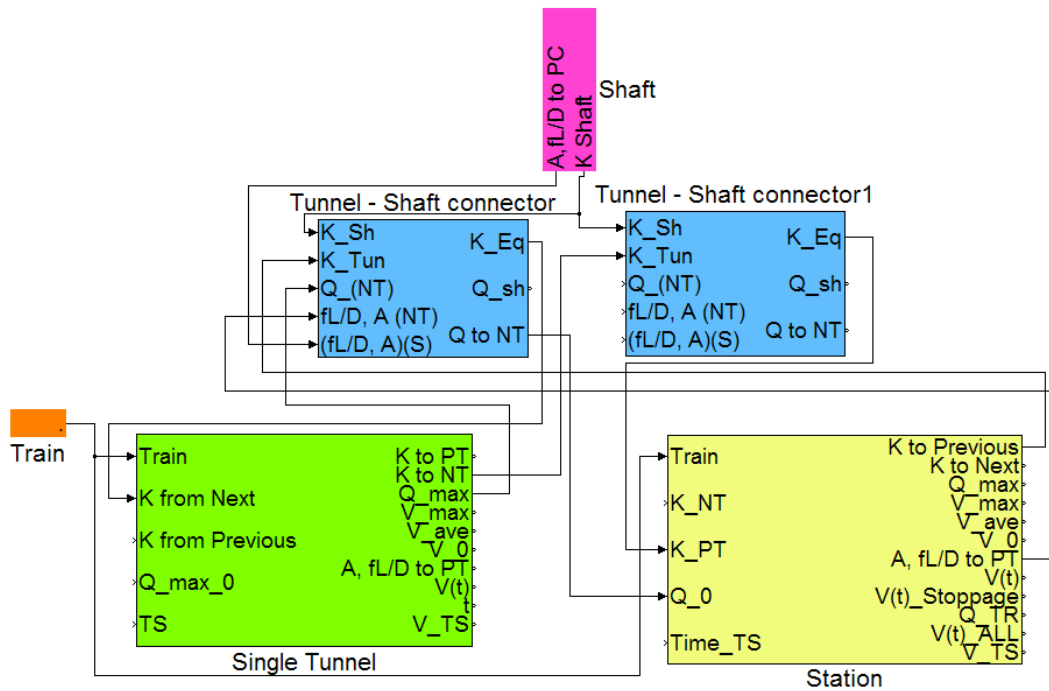 A,fL/D to PC
K Shaft
Shaft
Tunnel - Shaft connector
K_Sh
K_Tun
Q_(NT)
fL/D, A (NT)
(fL/D, A)(S)
K_Eq
Q_sh
Q to NT
Tunnel - Shaft connector1
K_Sh
K_Tun
Q_(NT)
fL/D, A (NT)
(fL/D, A)(S)
K_Eq
Q_sh
Q to NT
Train
Train
K from Next
K from Previous
Q_max_0
TS
K to PT
K to NT
Q_max
V_max
V_ave
V_0
A, fL/D to PT
V(t)
t
V_TS
Single Tunnel
Train
K_NT
K_PT
Q_0
Time_TS
K to Previous
K to Next
Q_max
V_max
V_ave
V_0
A, fL/D to PT
V(t)
V(t)_Stoppage
Q_TR
V(t)_ALL
V_TS
Station